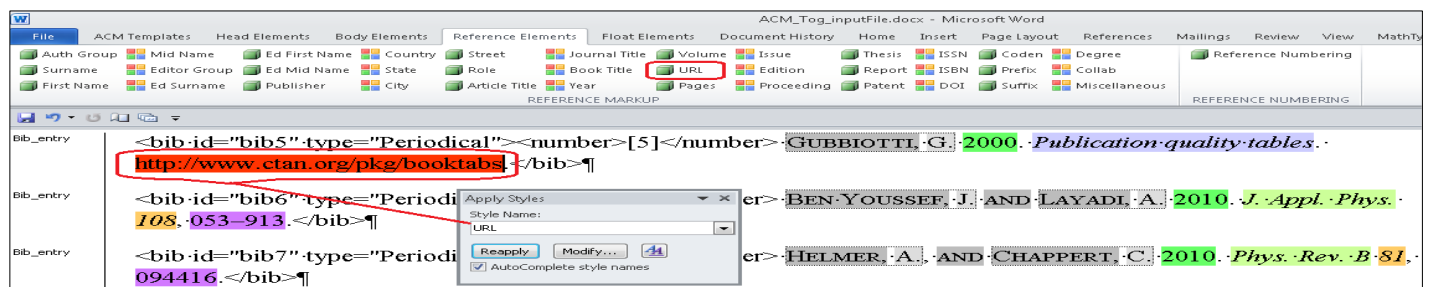 ACM_Tog_inputFile.docx - Microsoft Word
File ACM Templates Head Elements Body Elements Reference Elements Float Elements Document History Home Insert Page Layout References Mailings Review View MathTy
Auth Group Mid Name Ed First Name Country Street Journal Title Volume Issue Thesis ISSN Coden Degree Reference Numbering
Surname Editor Group Ed Mid Name State Role Book Title URL Edition Report ISBN Prefix Collab
First Name Ed Surname Publisher City Article Title Year Pages Proceeding Patent DOI Suffix Miscellaneous
REFERENCE MARKUP REFERENCE NUMBERING
Bib_entry <bib·id="bib5"·type="Periodical"><number>[5]</number>·GUBBIOTTI,·G.·2000.·Publication·quality·tables.·
http://www.ctan.org/pkg/booktabs.</bib>¶
Bib_entry <bib·id="bib6"·type="Periodi er>·BEN·YOUSSEF,·J.·AND·LAYADI,·A.·2010.·J.·Appl.·Phys.·
108,·053–913.</bib>¶
Apply Styles
Style Name:
URL
Reapply Modify...
AutoComplete style names
Bib_entry <bib·id="bib7"·type="Periodi er>·HELMER,·A.,·AND·CHAPPERT,·C.·2010.·Phys.·Rev.·B·81,·
094416.</bib>¶